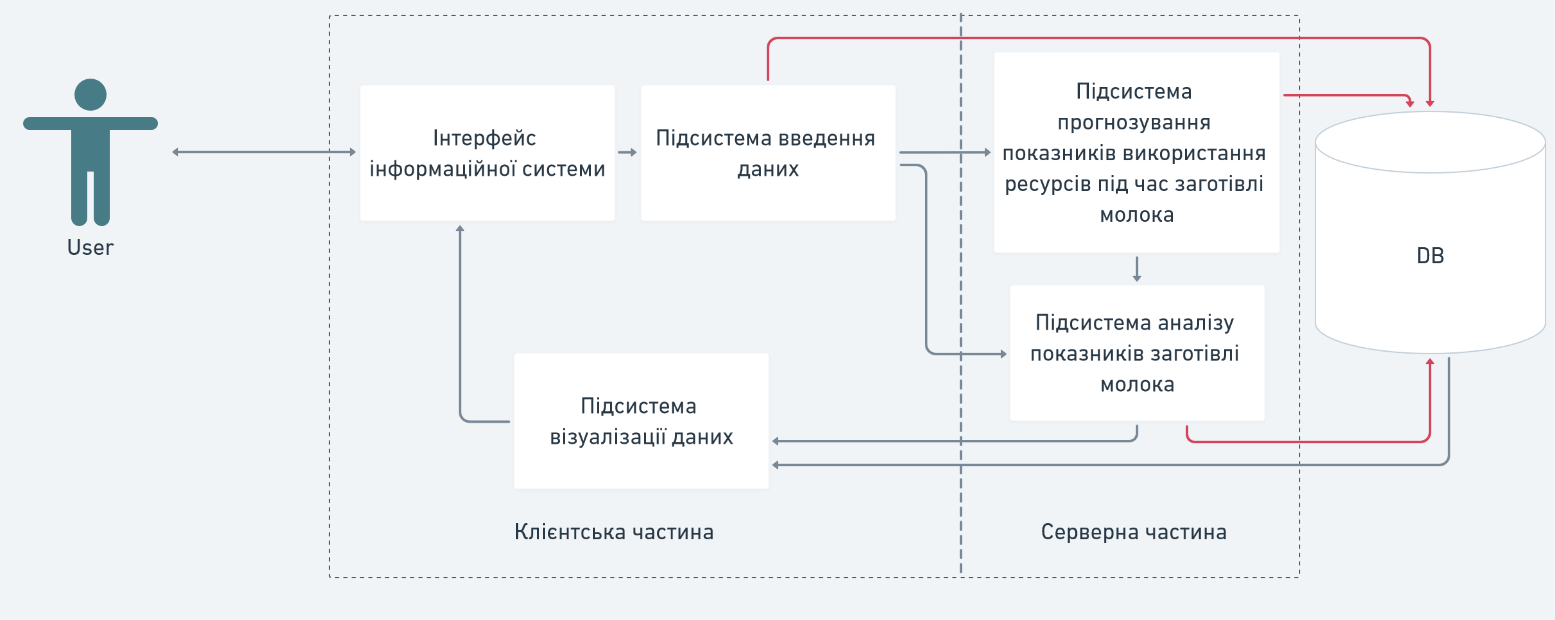 User
Інтерфейс
інформаційної системи
Підсистема введення
даних
Підсистема
прогнозування
показників використання
ресурсів під час заготівлі
молока
DB
Підсистема аналізу
показників заготівлі
молока
Підсистема
візуалізації даних
Клієнтська частина
Серверна частина